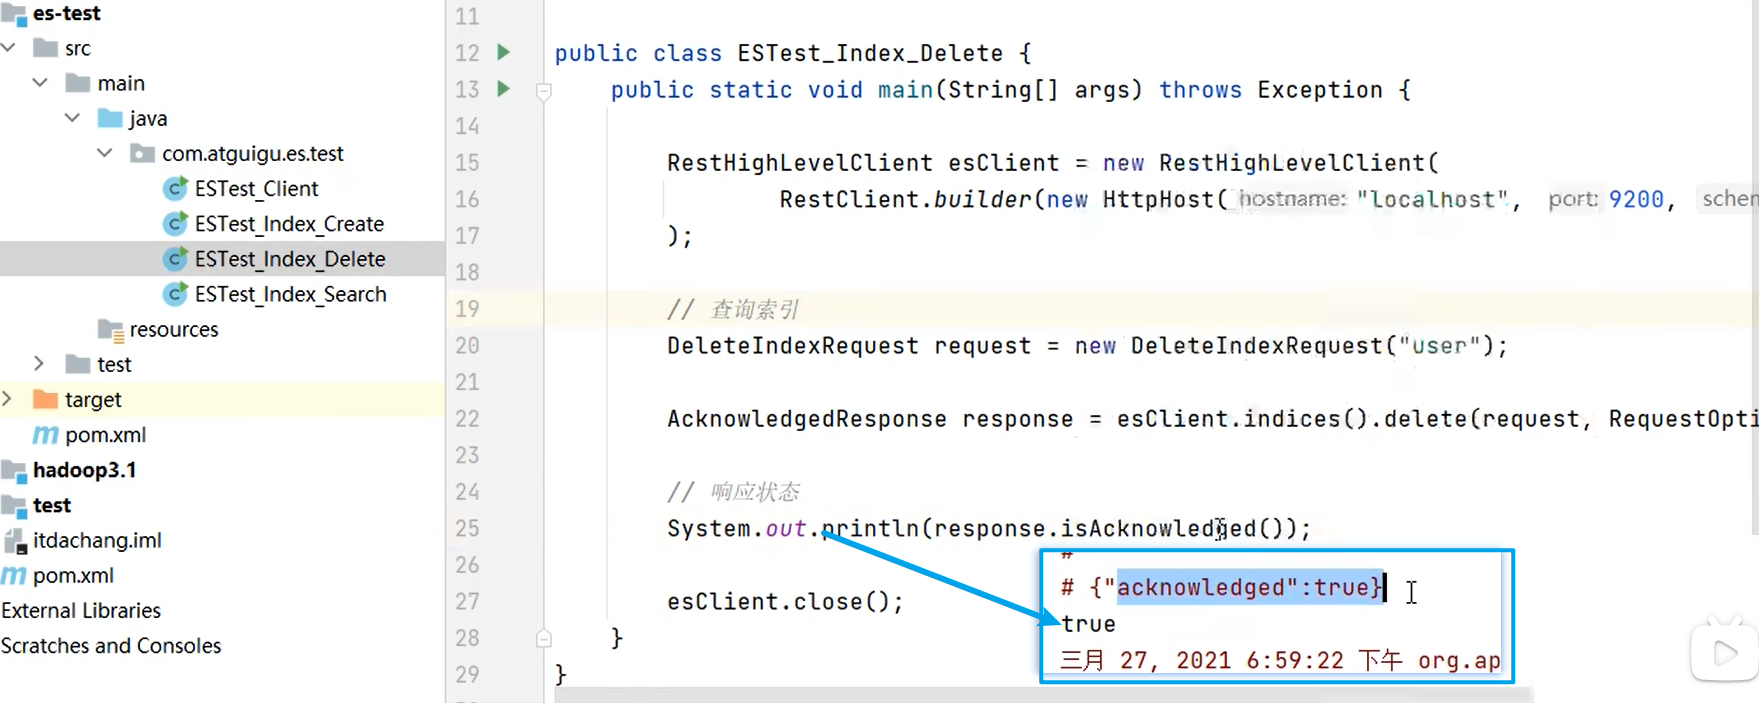 es-test
src
main
java
com.atguigu.es.test
ESTest_Client
ESTest_Index_Create
ESTest_Index_Delete
ESTest_Index_Search
resources
test
target
pom.xml
hadoop3.1
test
itdachang.iml
pom.xml
External Libraries
Scratches and Consoles
11
12 public class ESTest_Index_Delete {
13 public static void main(String[] args) throws Exception {
14
15 RestHighLevelClient esClient = new RestHighLevelClient(
16 RestClient.builder(new HttpHost( hostname: "localhost", port: 9200, schem
17 );
18
19 // 查询索引
20 DeleteIndexRequest request = new DeleteIndexRequest("user");
21
22 AcknowledgedResponse response = esClient.indices().delete(request, RequestOpti
23
24 // 响应状态
25 System.out.println(response.isAcknowledged());
26
27 esClient.close();
28 }
29 }
#
# {"acknowledged":true}
true
三月 27, 2021 6:59:22 下午 org.ap